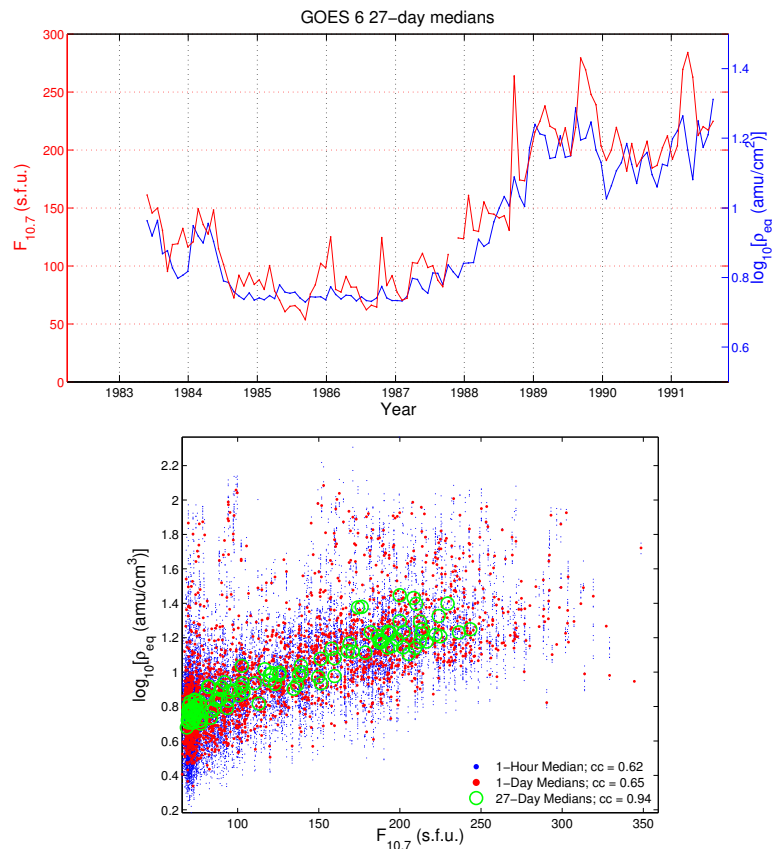 GOES 6 27-day medians
300
250
200
150
100
50
0
F10.7 (s.f.u.)
1.4
1.2
1
0.8
0.6
log10[ρeq (amu/cm3)]
1983 1984 1985 1986 1987 1988 1989 1990 1991
Year
2.2
2
1.8
1.6
1.4
1.2
1
0.8
0.6
0.4
0.2
log10[ρeq (amu/cm3)]
1-Hour Median; cc = 0.62
1-Day Medians; cc = 0.65
27-Day Medians; cc = 0.94
100 150 200 250 300 350
F10.7 (s.f.u.)